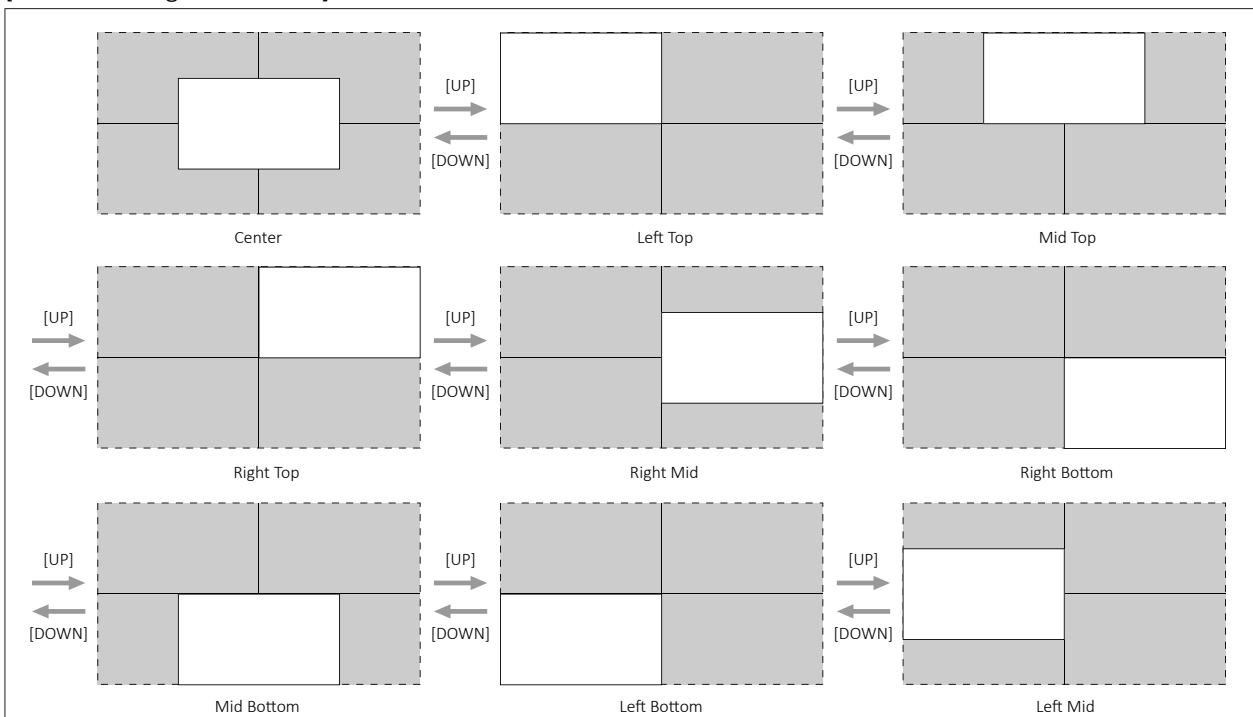 [UP]
[DOWN]
[UP]
[DOWN]
Center
Left Top
Mid Top
[UP]
[DOWN]
[UP]
[DOWN]
[UP]
[DOWN]
Right Top
Right Mid
Right Bottom
[UP]
[DOWN]
[UP]
[DOWN]
[UP]
[DOWN]
Mid Bottom
Left Bottom
Left Mid